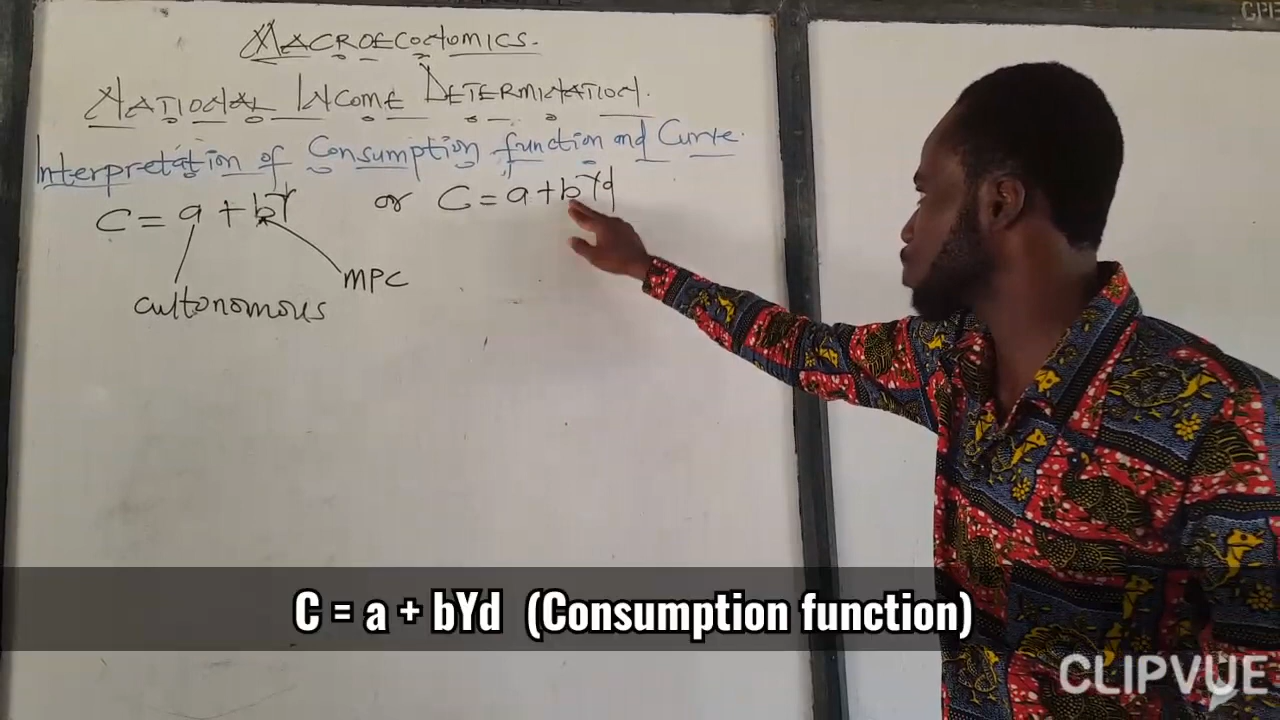 MACROECONOMICS.
NATIONAL INCOME DETERMINATION.
Interpretation of Consumption function and Curve.
C = a + bY or C = a + bYd
MPC
autonomous
C = a + bYd (Consumption function)
CLIPVUE